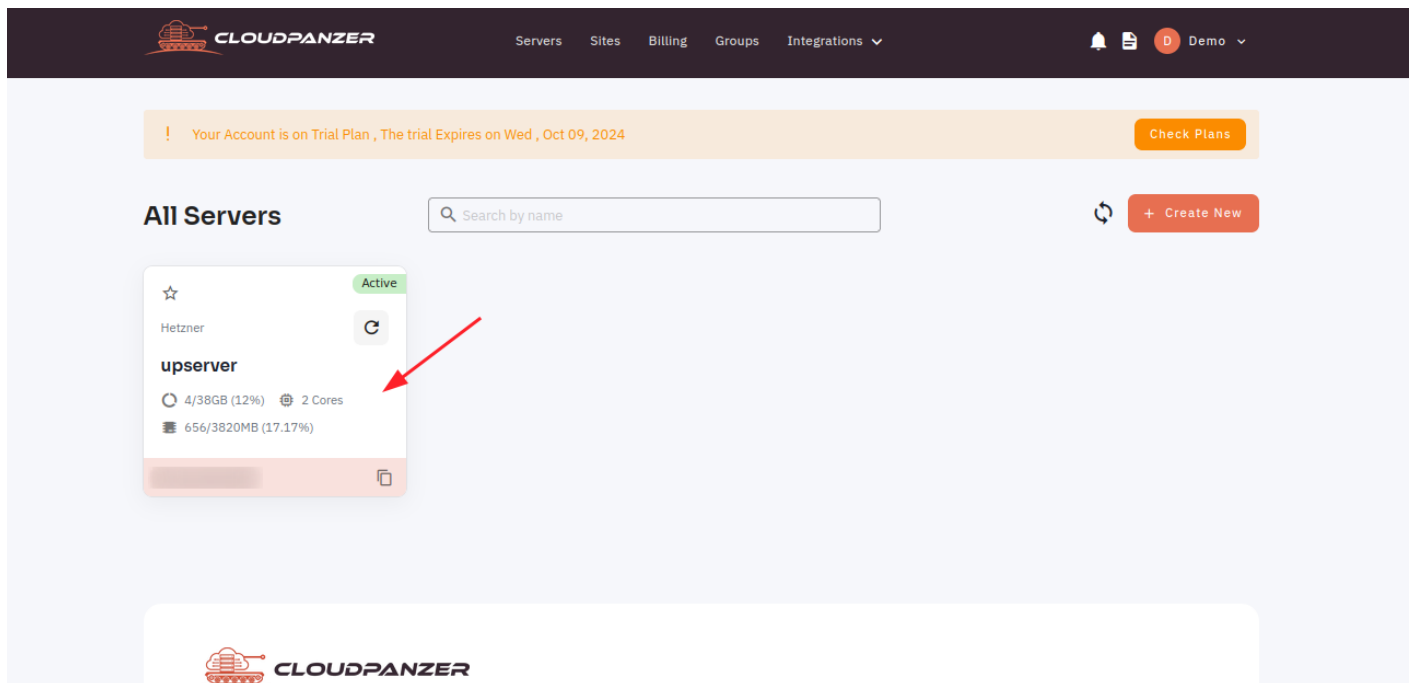 CLOUDPANZER
Servers Sites Billing Groups Integrations
D Demo
! Your Account is on Trial Plan , The trial Expires on Wed , Oct 09, 2024
Check Plans
All Servers
Search by name
+ Create New
Active
Hetzner
upserver
4/38GB (12%) 2 Cores
656/3820MB (17.17%)
CLOUDPANZER